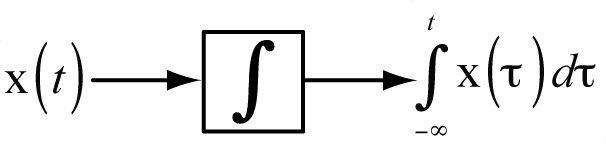 x(t) → ∫ → ∫_{-∞}^{t} x(τ) dτ